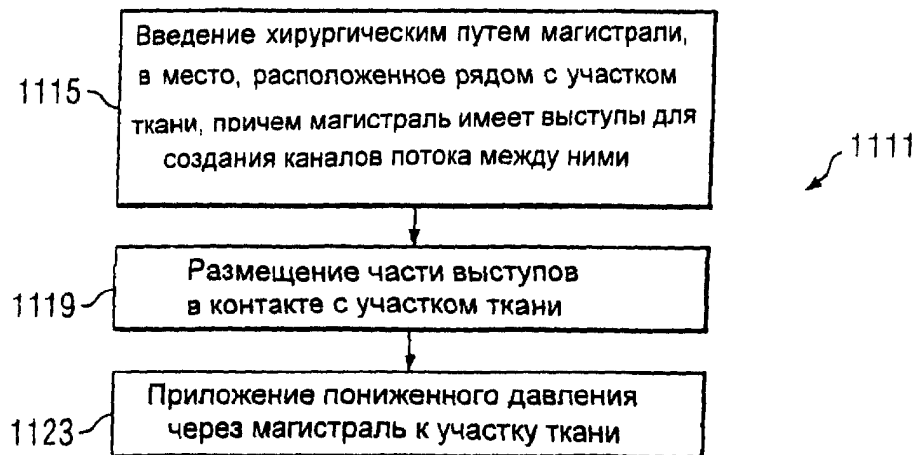 Введение хирургическим путем магистрали,
в место, расположенное рядом с участком
ткани, причем магистраль имеет выступы для
создания каналов потока между ними
1115
1111
Размещение части выступов
в контакте с участком ткани
1119
Приложение пониженного давления
через магистраль к участку ткани
1123